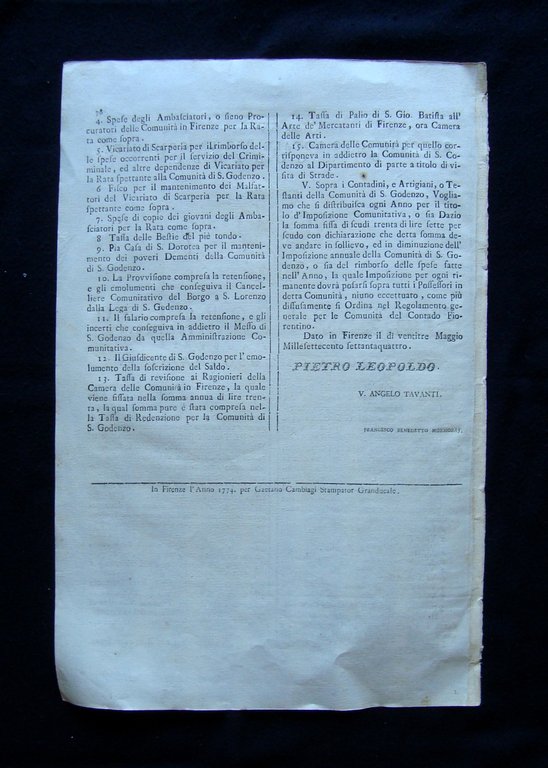 78
4. Spese degli Ambasciatori, o sieno Pro-
curatori delle Comunità in Firenze per la Ra-
ta come sopra.
5. Vicariato di Scarperia per il rimborso del-
le spese occorrenti per il servizio del Crimi-
nale, ed altre dependenze di Vicariato per
la Rata spettante alla Comunità di S. Godenzo.
6 Fisco per il mantenimento dei Malfat-
tori del Vicariato di Scarperia per la Rata
spettante come sopra.
7. Spese di copie dei giovani degli Amba-
sciatori per la Rata come sopra.
8 Tassa delle Bestie del piè tondo.
9. Pia Casa di S. Dorotea per il manteni-
mento dei poveri Dementi della Comunità
di S. Godenzo.
10. La Provvisione compresa la retensione,
e gli emolumenti che conseguiva il Cancel-
liere Comunitativo del Borgo a S. Lorenzo
dalla Lega di S. Godenzo.
11. Il salario compresa la retensione, e gli
incerti che conseguiva in addietro il Messo di
S. Godenzo da quella Amministrazione Co-
munitativa.
12. Il Giusdicente di S. Godenzo per l'emo-
lumento della soscrizione del Saldo.
13. Tassa di revisione ai Ragionieri della
Camera delle Comunità in Firenze, la quale
viene fissata nella somma annua di lire tren-
ta, la qual somma pure è stara compresa nel-
la Tassa di Redenzione per la Comunità di
S. Godenzo.
14. Tassa di Palio di S. Gio. Batista all'
Arte de' Mercatanti di Firenze, ora Camera
delle Arti.
15. Camera delle Comunità per quello cor-
risponeva in addietro la Comunità di S. Go-
denzo al Dipartimento di parte a titolo di vi-
sita di Strade.
V. Sopra i Contadini, e Artigiani, o Te-
stanti della Comunità di S. Godenzo, Voglia-
mo che si distribuisca ogni Anno per il tito-
lo d'Imposizione Comunitativa, o sia Dazio
la somma fissa di scudi trenta di lire sette per
scudo con dichiarazione che detta somma de-
ve andare in sollievo, ed in diminuzione dell'
Imposizione annuale della Comunità di S. Go-
denzo, o sia del rimborso delle spese fatte
nell'Anno, la quale Imposizione per ogni ri-
manente dovrà posarsi sopra tutti i Possessori in
detta Comunità, niuno eccettuato, come più
diffusamente si Ordina nel Regolamento ge-
nerale per le Comunità del Contado Fio-
rentino.
Dato in Firenze il dì ventitre Maggio
Millesettecento settantaquattro.
PIETRO LEOPOLDO.
V. ANGELO TAVANTI.
FRANCESCO BENEDETTO
In Firenze l'Anno 1774. per Gaetano Cambiagi Stampator Granducale.